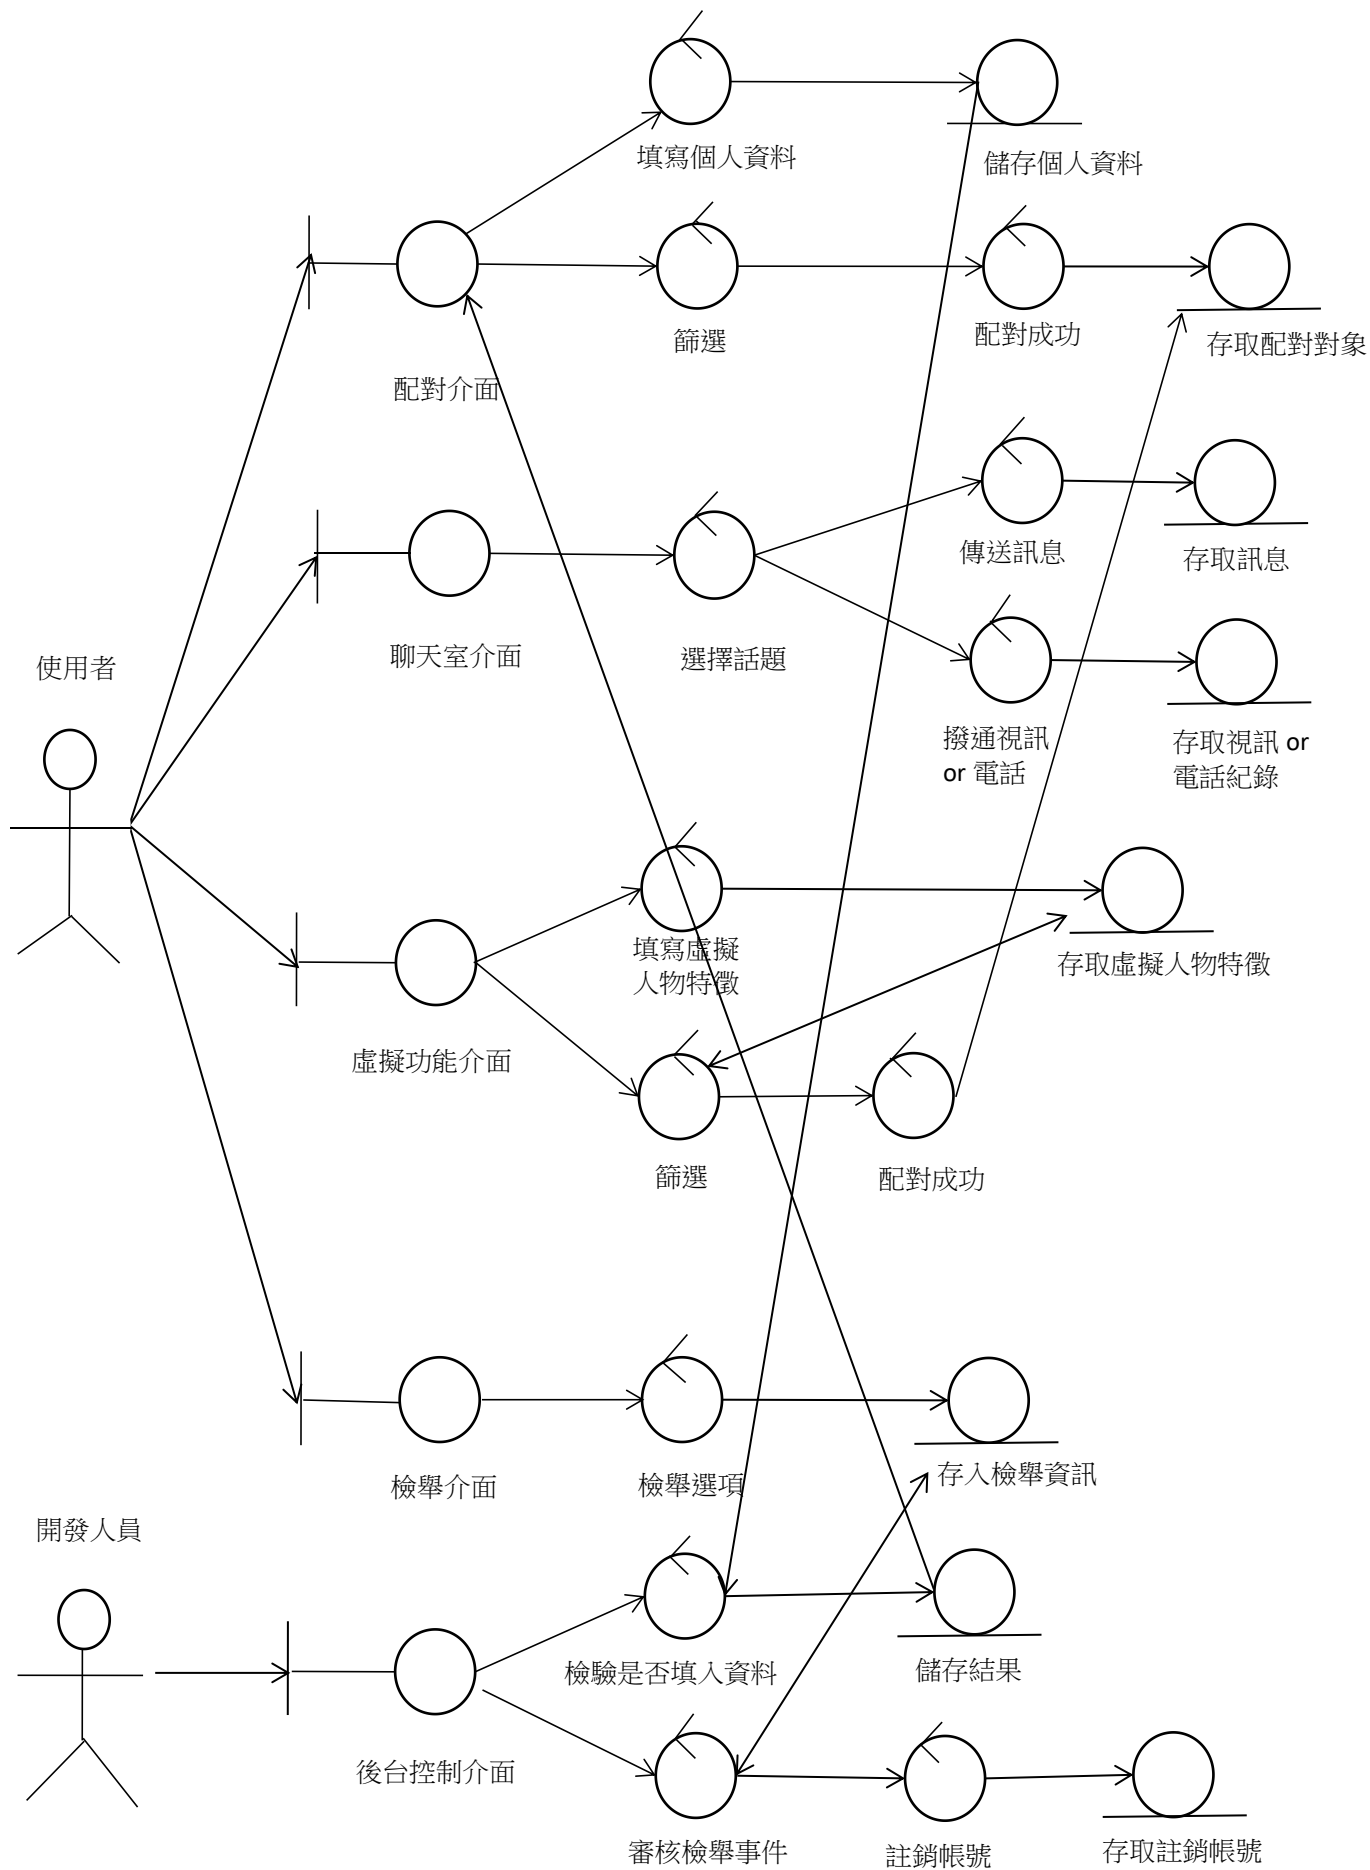 填寫個人資料
儲存個人資料
篩選
配對成功
存取配對對象
配對介面
傳送訊息
存取訊息
使用者
聊天室介面
選擇話題
撥通視訊
or 電話
存取視訊 or
電話紀錄
填寫虛擬
人物特徵
存取虛擬人物特徵
虛擬功能介面
篩選
配對成功
檢舉介面
檢舉選項
存入檢舉資訊
開發人員
檢驗是否填入資料
儲存結果
後台控制介面
審核檢舉事件
註銷帳號
存取註銷帳號